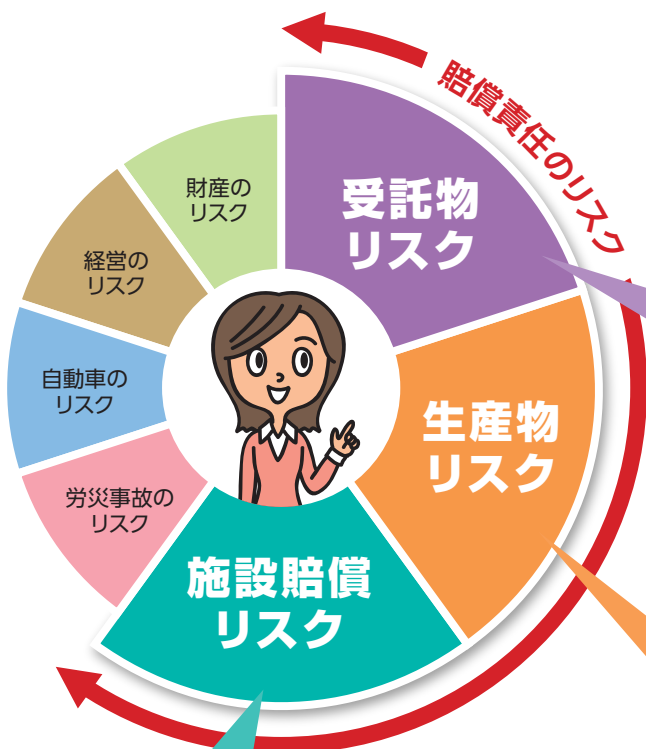 賠償責任のリスク
受託物
リスク
生産物
リスク
施設賠償
リスク
労災事故の
リスク
自動車の
リスク
経営の
リスク
財産の
リスク